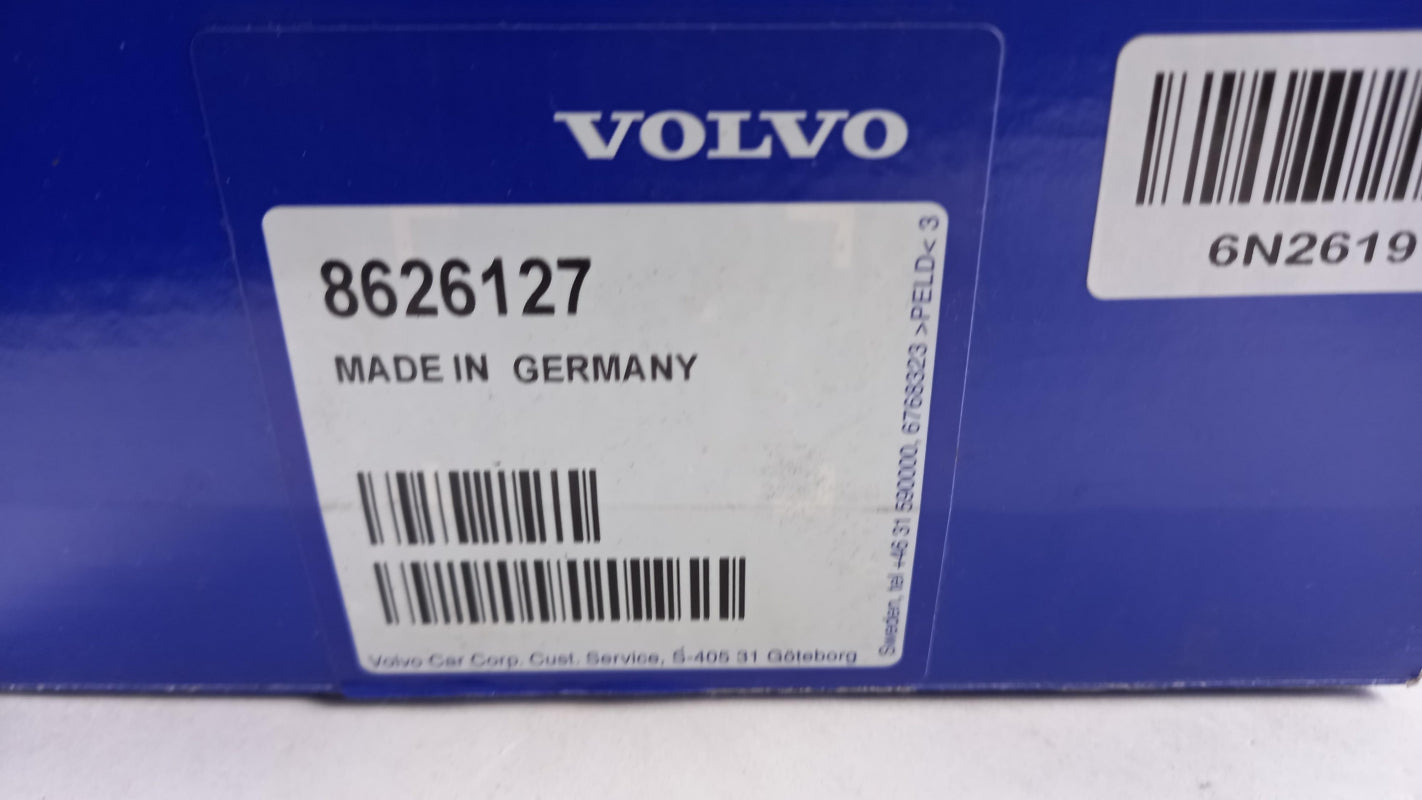 VOLVO
8626127
MADE IN GERMANY
Volvo Car Corp. Cust. Service, S-405 31 Göteborg
Sweden, tel +46 31 590000, 6768323 >PELD< 3
6N2619